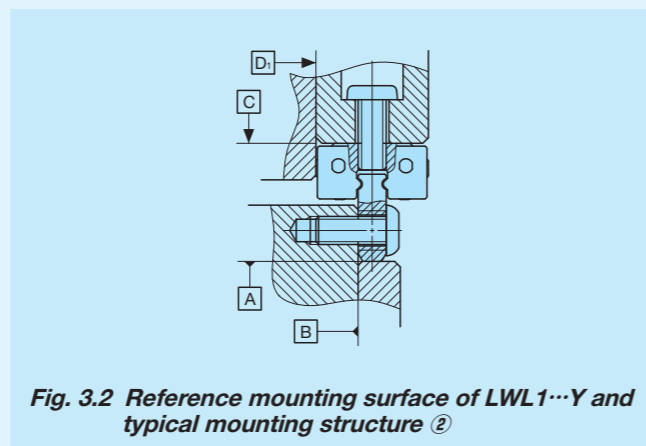 D₁
C
A
B
Fig. 3.2 Reference mounting surface of LWL1···Y and
typical mounting structure ②